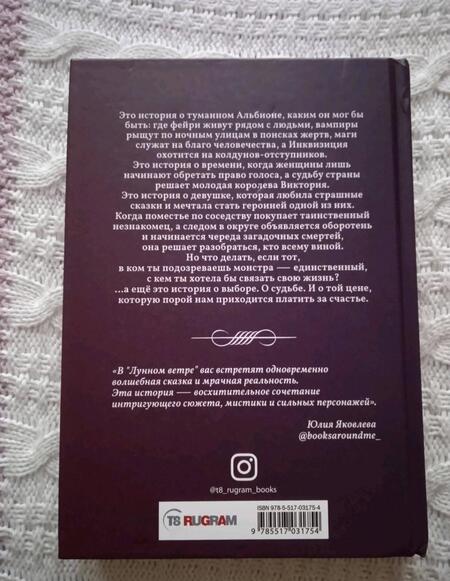 Это история о туманном Альбионе, каким он мог бы
быть: где фейри живут рядом с людьми, вампиры
рыщут по ночным улицам в поисках жертв, маги
служат на благо человечества, а Инквизиция
охотится на колдунов-отступников.
Это история о времени, когда женщины лишь
начинают обретать право голоса, а судьбу страны
решает молодая королева Виктория.
Это история о девушке, которая любила страшные
сказки и мечтала стать героиней одной из них.
Когда поместье по соседству покупает таинственный
незнакомец, а следом в округе объявляется оборотень
и начинается череда загадочных смертей,
она решает разобраться, кто всему виной.
Но что делать, если тот,
в ком ты подозреваешь монстра — единственный,
с кем ты хотела бы связать свою жизнь?
...а ещё это история о выборе. О судьбе. И о той цене,
которую порой нам приходится платить за счастье.
«В "Лунном ветре" вас встретят одновременно
волшебная сказка и мрачная реальность.
Эта история — восхитительное сочетание
интригующего сюжета, мистики и сильных персонажей».
Юлия Яковлева
@booksaroundme_
@t8_rugram_books
T8 RUGRAM
ISBN 978-5-517-03175-4
9 785517 031754